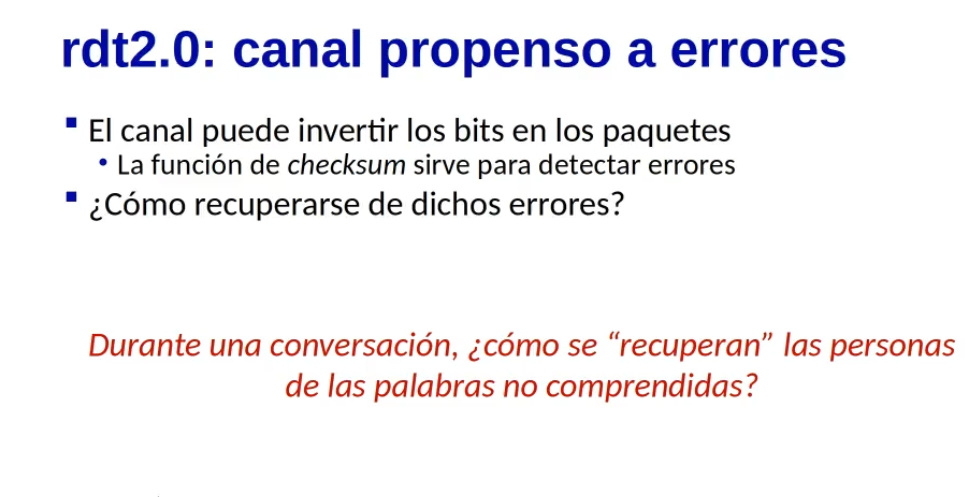 rdt2.0: canal propenso a errores
El canal puede invertir los bits en los paquetes
La función de checksum sirve para detectar errores
¿Cómo recuperarse de dichos errores?
Durante una conversación, ¿cómo se “recuperan” las personas
de las palabras no comprendidas?